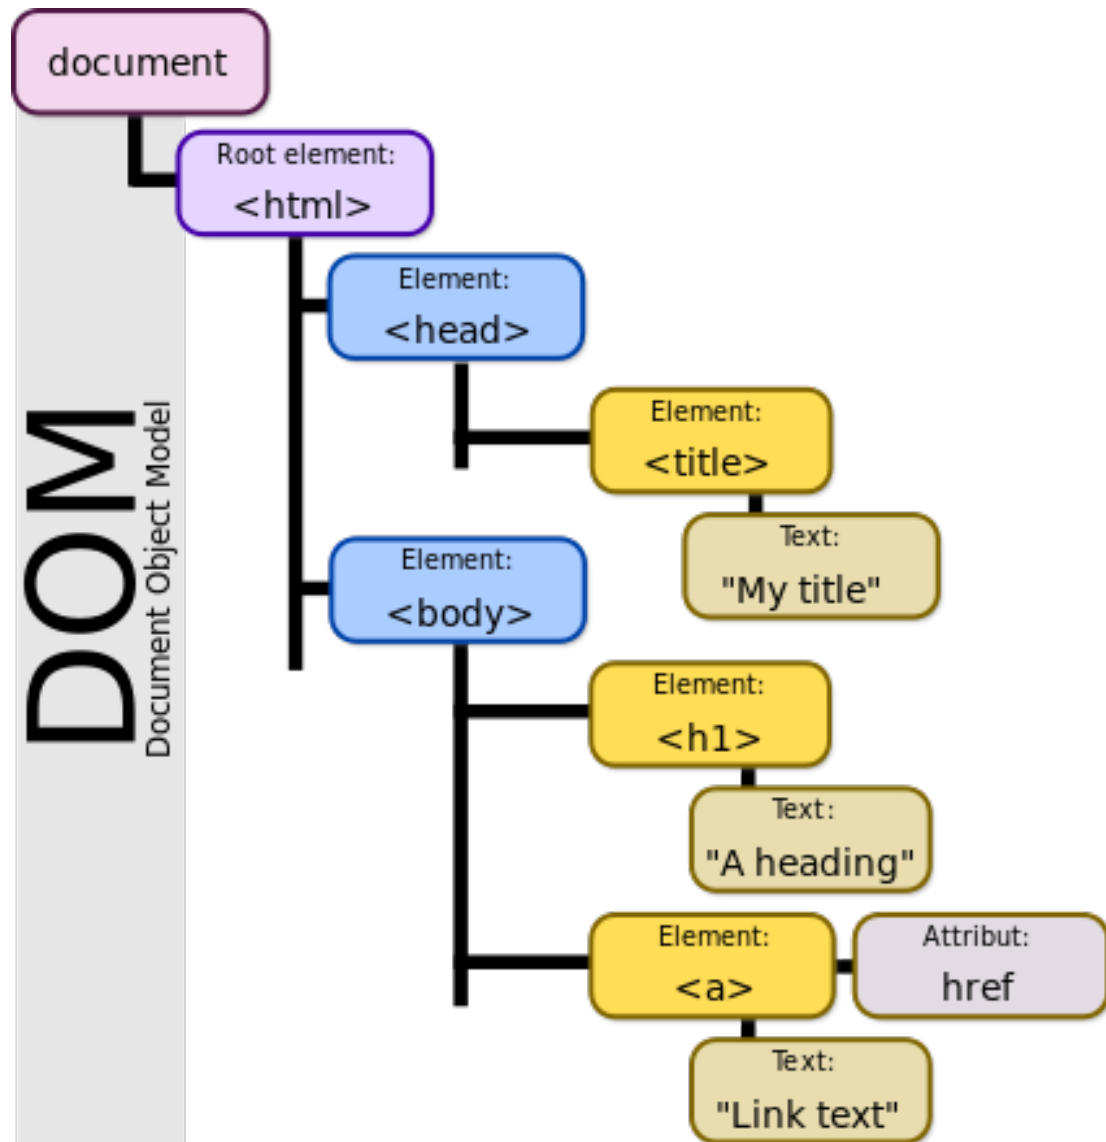 document
Root element:
<html>
Element:
<head>
Element:
<title>
Text:
"My title"
Element:
<body>
Element:
<h1>
Text:
"A heading"
Element:
<a>
Attribut:
href
Text:
"Link text"
DOM
Document Object Model